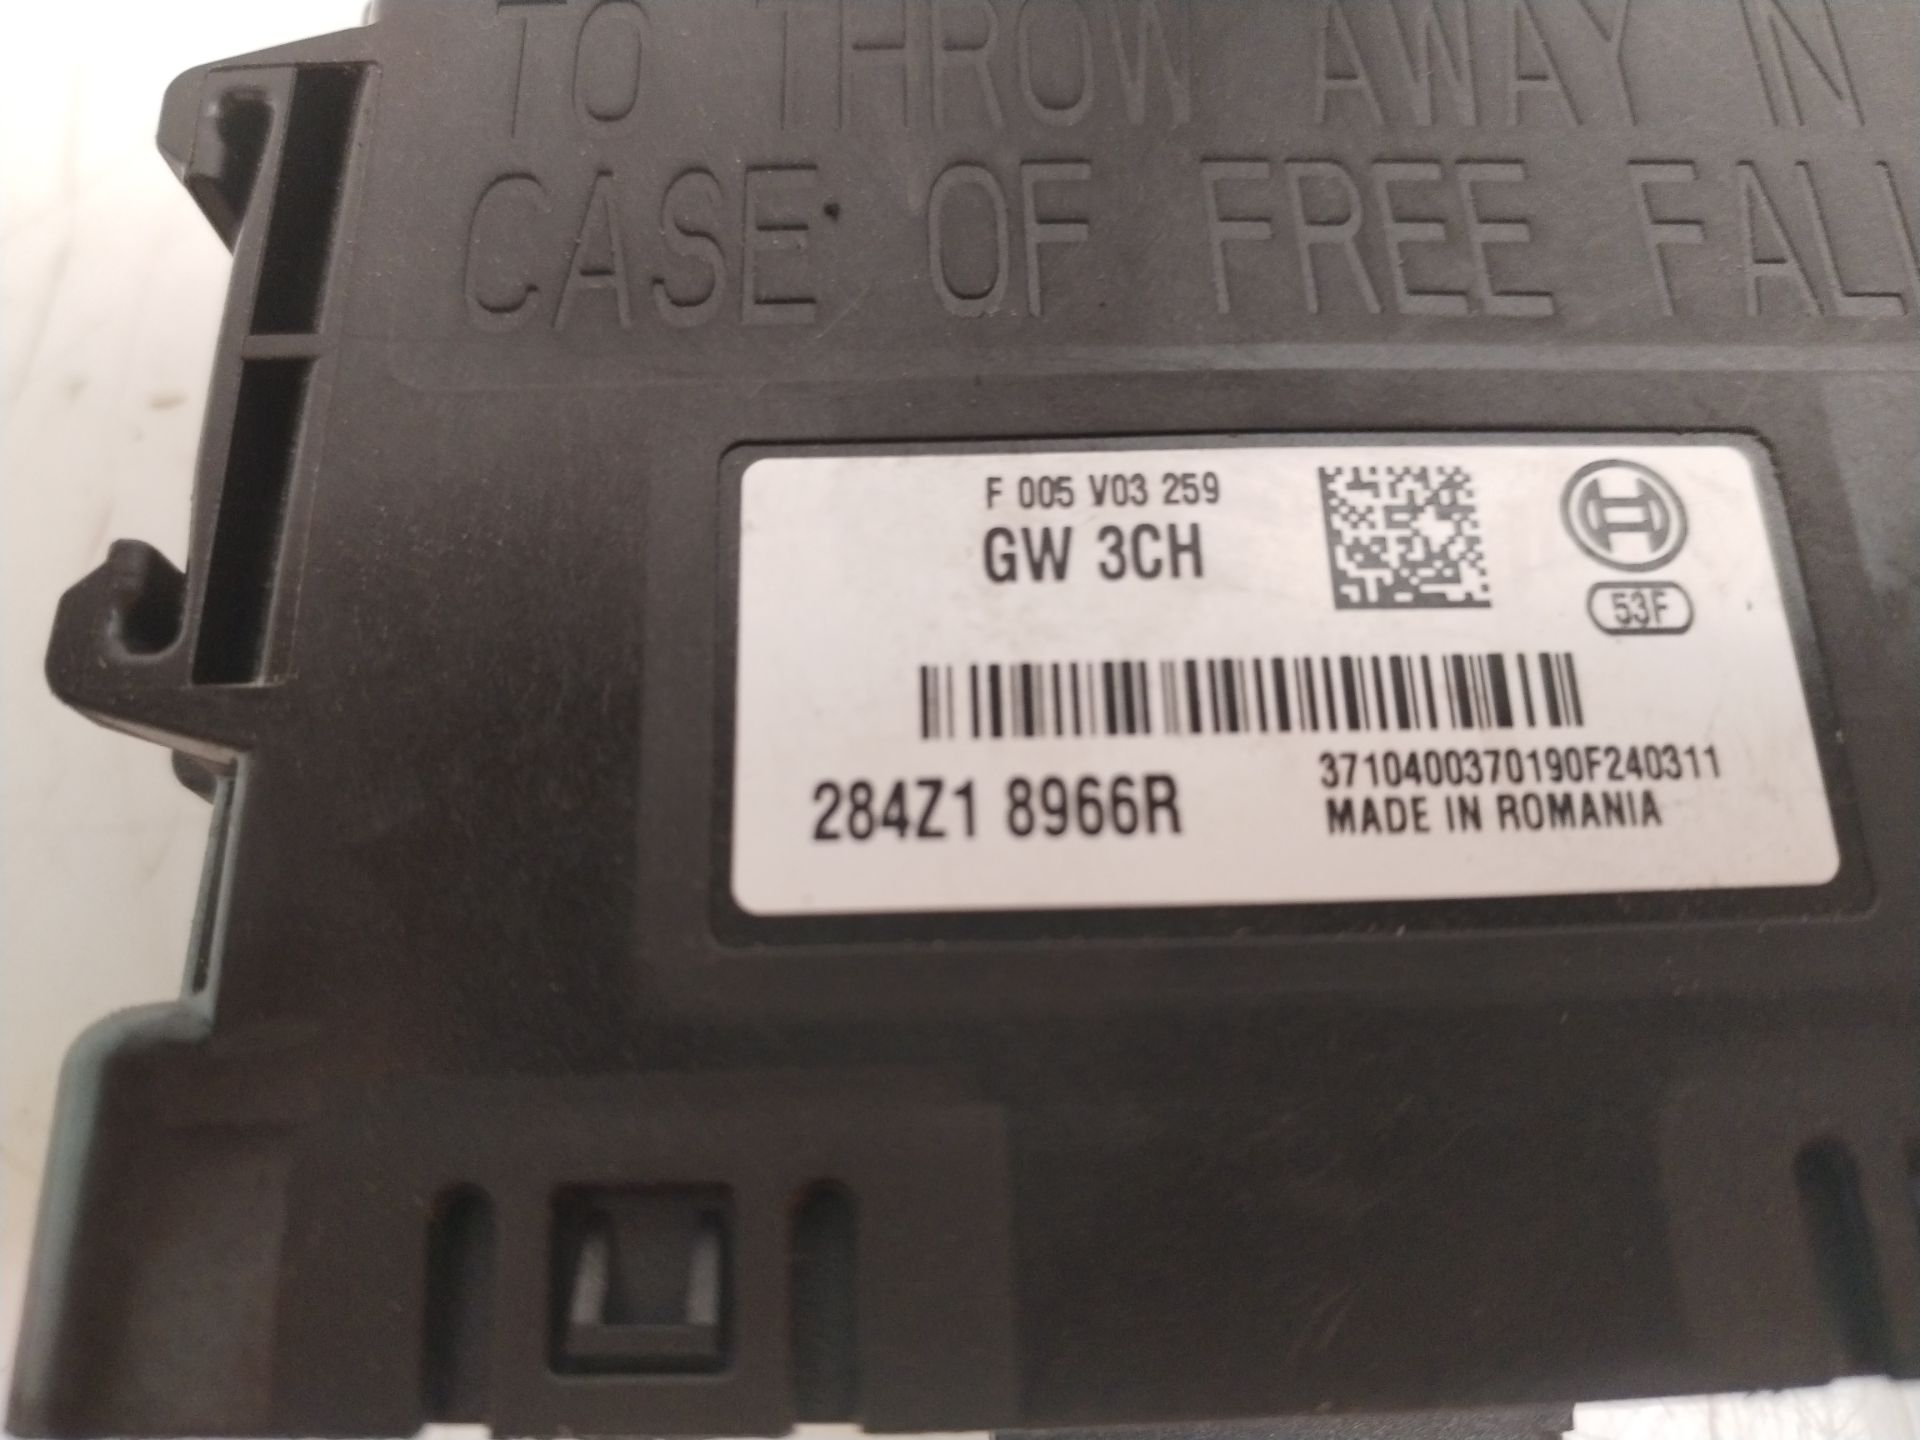 TO THROW AWAY IN
CASE OF FREE FALL
F 005 V03 259
GW 3CH
53F
284Z1 8966R
3710400370190F240311
MADE IN ROMANIA